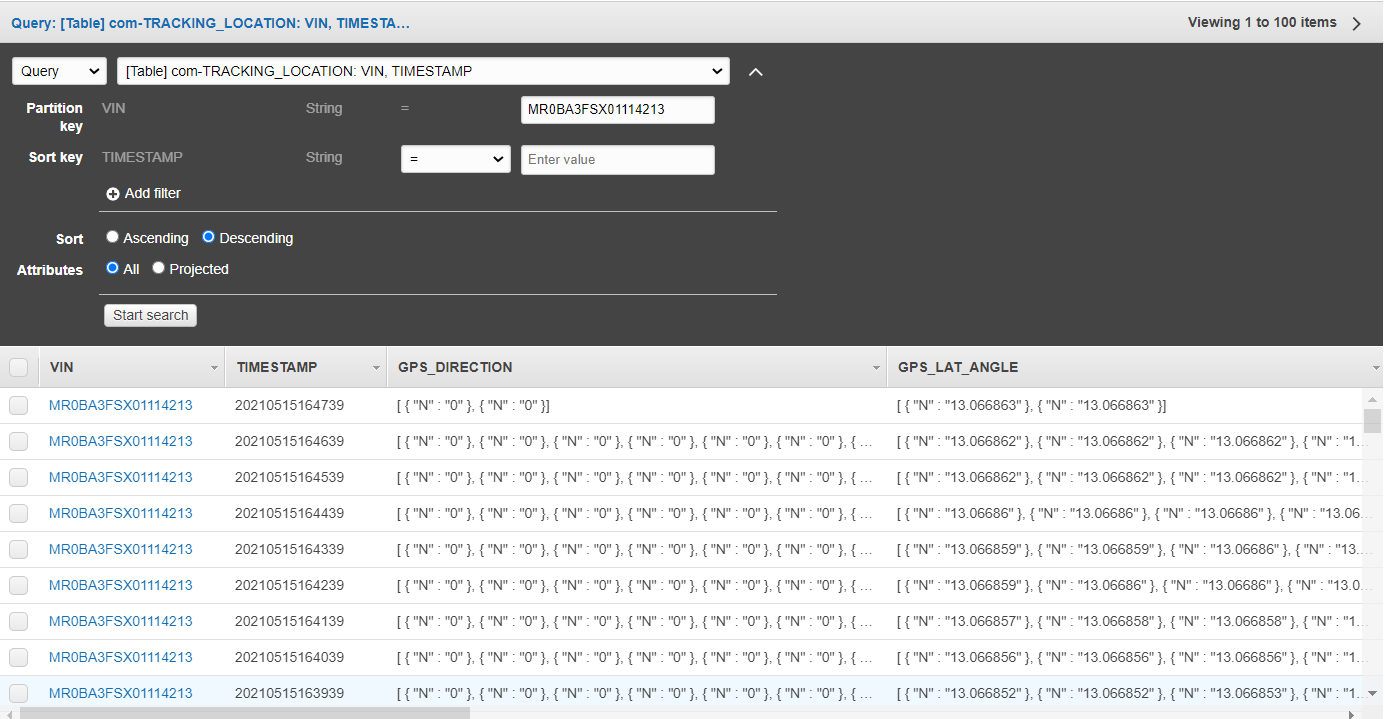 Query: [Table] com-TRACKING_LOCATION: VIN, TIMESTA…
Viewing 1 to 100 items
Query
[Table] com-TRACKING_LOCATION: VIN, TIMESTAMP
Partition key VIN String = MR0BA3FSX01114213
Sort key TIMESTAMP String = Enter value
Add filter
Sort Ascending Descending
Attributes All Projected
Start search
VIN TIMESTAMP GPS_DIRECTION GPS_LAT_ANGLE
MR0BA3FSX01114213 20210515164739 [ { "N" : "0" }, { "N" : "0" }] [ { "N" : "13.066863" }, { "N" : "13.066863" }]
MR0BA3FSX01114213 20210515164639 [ { "N" : "0" }, { "N" : "0" }, { "N" : "0" }, { "N" : "0" }, { "N" : "0" }, { "N" : "0" }, { … [ { "N" : "13.066862" }, { "N" : "13.066862" }, { "N" : "13.066862" }, { "N" : "1…
MR0BA3FSX01114213 20210515164539 [ { "N" : "0" }, { "N" : "0" }, { "N" : "0" }, { "N" : "0" }, { "N" : "0" }, { "N" : "0" }, { … [ { "N" : "13.066862" }, { "N" : "13.066862" }, { "N" : "13.066862" }, { "N" : "1…
MR0BA3FSX01114213 20210515164439 [ { "N" : "0" }, { "N" : "0" }, { "N" : "0" }, { "N" : "0" }, { "N" : "0" }, { "N" : "0" }, { … [ { "N" : "13.06686" }, { "N" : "13.06686" }, { "N" : "13.06686" }, { "N" : "13.06…
MR0BA3FSX01114213 20210515164339 [ { "N" : "0" }, { "N" : "0" }, { "N" : "0" }, { "N" : "0" }, { "N" : "0" }, { "N" : "0" }, { … [ { "N" : "13.066859" }, { "N" : "13.066859" }, { "N" : "13.06686" }, { "N" : "13.…
MR0BA3FSX01114213 20210515164239 [ { "N" : "0" }, { "N" : "0" }, { "N" : "0" }, { "N" : "0" }, { "N" : "0" }, { "N" : "0" }, { … [ { "N" : "13.066859" }, { "N" : "13.06686" }, { "N" : "13.06686" }, { "N" : "13.0…
MR0BA3FSX01114213 20210515164139 [ { "N" : "0" }, { "N" : "0" }, { "N" : "0" }, { "N" : "0" }, { "N" : "0" }, { "N" : "0" }, { … [ { "N" : "13.066857" }, { "N" : "13.066858" }, { "N" : "13.066858" }, { "N" : "1…
MR0BA3FSX01114213 20210515164039 [ { "N" : "0" }, { "N" : "0" }, { "N" : "0" }, { "N" : "0" }, { "N" : "0" }, { "N" : "0" }, { … [ { "N" : "13.066856" }, { "N" : "13.066856" }, { "N" : "13.066856" }, { "N" : "1…
MR0BA3FSX01114213 20210515163939 [ { "N" : "0" }, { "N" : "0" }, { "N" : "0" }, { "N" : "0" }, { "N" : "0" }, { "N" : "0" }, { … [ { "N" : "13.066852" }, { "N" : "13.066852" }, { "N" : "13.066853" }, { "N" : "1…